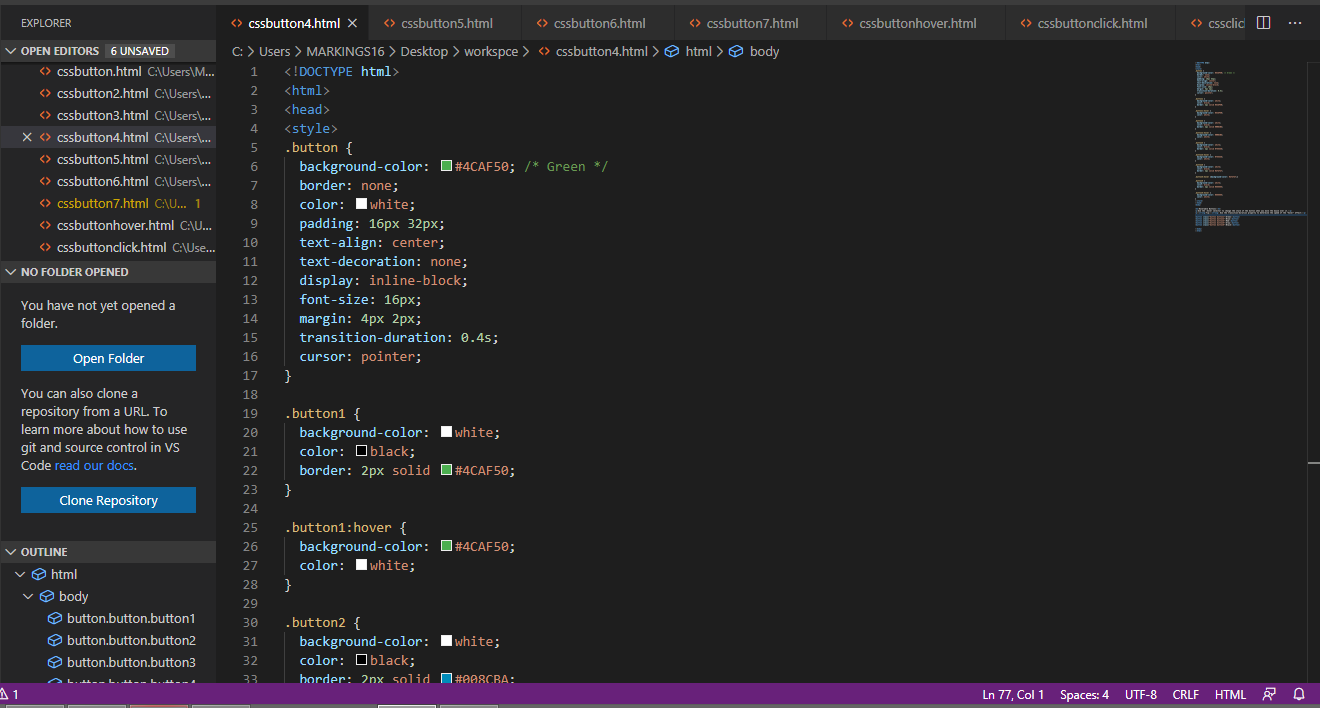 EXPLORER
OPEN EDITORS 6 UNSAVED
cssbutton.html C:\Users\M...
cssbutton2.html C:\Users\...
cssbutton3.html C:\Users\...
cssbutton4.html C:\Users\...
cssbutton5.html C:\Users\...
cssbutton6.html C:\Users\...
cssbutton7.html C:\U... 1
cssbuttonhover.html C:\U...
cssbuttonclick.html C:\Use...
NO FOLDER OPENED
You have not yet opened a
folder.
Open Folder
You can also clone a
repository from a URL. To
learn more about how to use
git and source control in VS
Code read our docs.
Clone Repository
OUTLINE
html
body
button.button.button1
button.button.button2
button.button.button3
cssbutton4.html cssbutton5.html cssbutton6.html cssbutton7.html cssbuttonhover.html cssbuttonclick.html cssclic
C: > Users > MARKINGS16 > Desktop > workspce > cssbutton4.html > html > body
1 <!DOCTYPE html>
2 <html>
3 <head>
4 <style>
5 .button {
6 background-color: #4CAF50; /* Green */
7 border: none;
8 color: white;
9 padding: 16px 32px;
10 text-align: center;
11 text-decoration: none;
12 display: inline-block;
13 font-size: 16px;
14 margin: 4px 2px;
15 transition-duration: 0.4s;
16 cursor: pointer;
17 }
18
19 .button1 {
20 background-color: white;
21 color: black;
22 border: 2px solid #4CAF50;
23 }
24
25 .button1:hover {
26 background-color: #4CAF50;
27 color: white;
28 }
29
30 .button2 {
31 background-color: white;
32 color: black;
33 border: 2px solid #008CBA;
1 Ln 77, Col 1 Spaces: 4 UTF-8 CRLF HTML